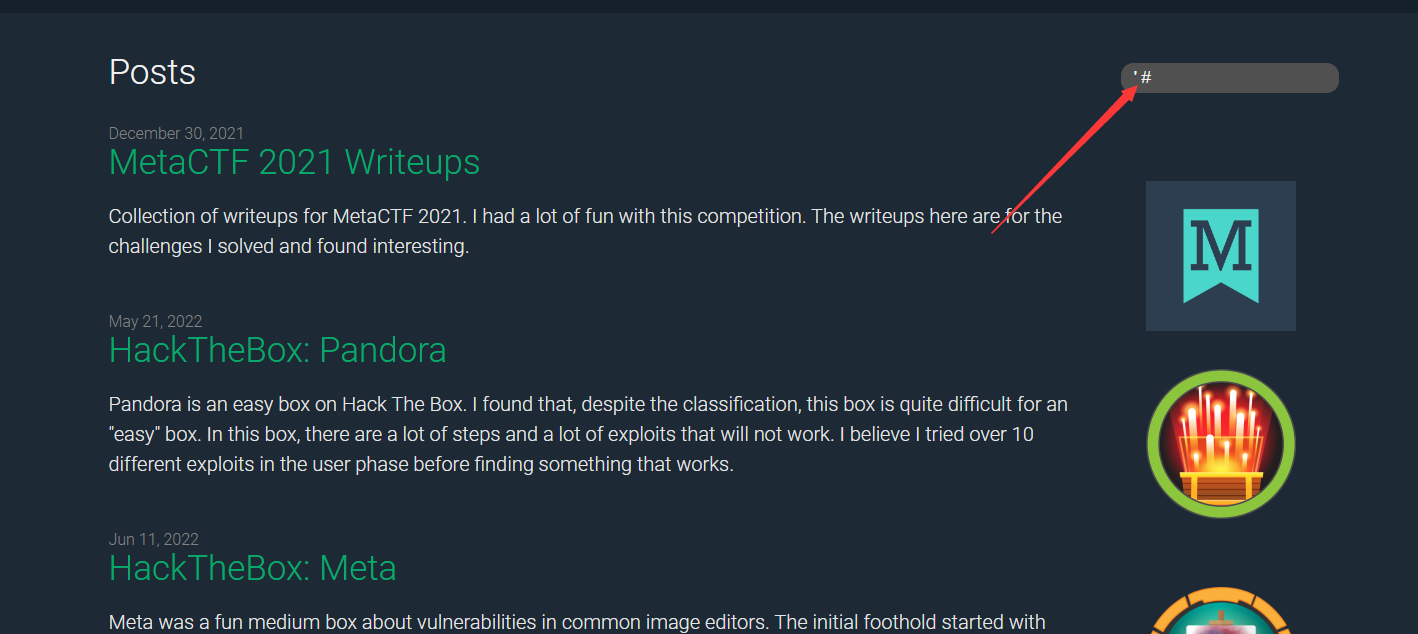 Posts
'#
December 30, 2021
MetaCTF 2021 Writeups
Collection of writeups for MetaCTF 2021. I had a lot of fun with this competition. The writeups here are for the
challenges I solved and found interesting.
M
May 21, 2022
HackTheBox: Pandora
Pandora is an easy box on Hack The Box. I found that, despite the classification, this box is quite difficult for an
"easy" box. In this box, there are a lot of steps and a lot of exploits that will not work. I believe I tried over 10
different exploits in the user phase before finding something that works.
Jun 11, 2022
HackTheBox: Meta
Meta was a fun medium box about vulnerabilities in common image editors. The initial foothold started with